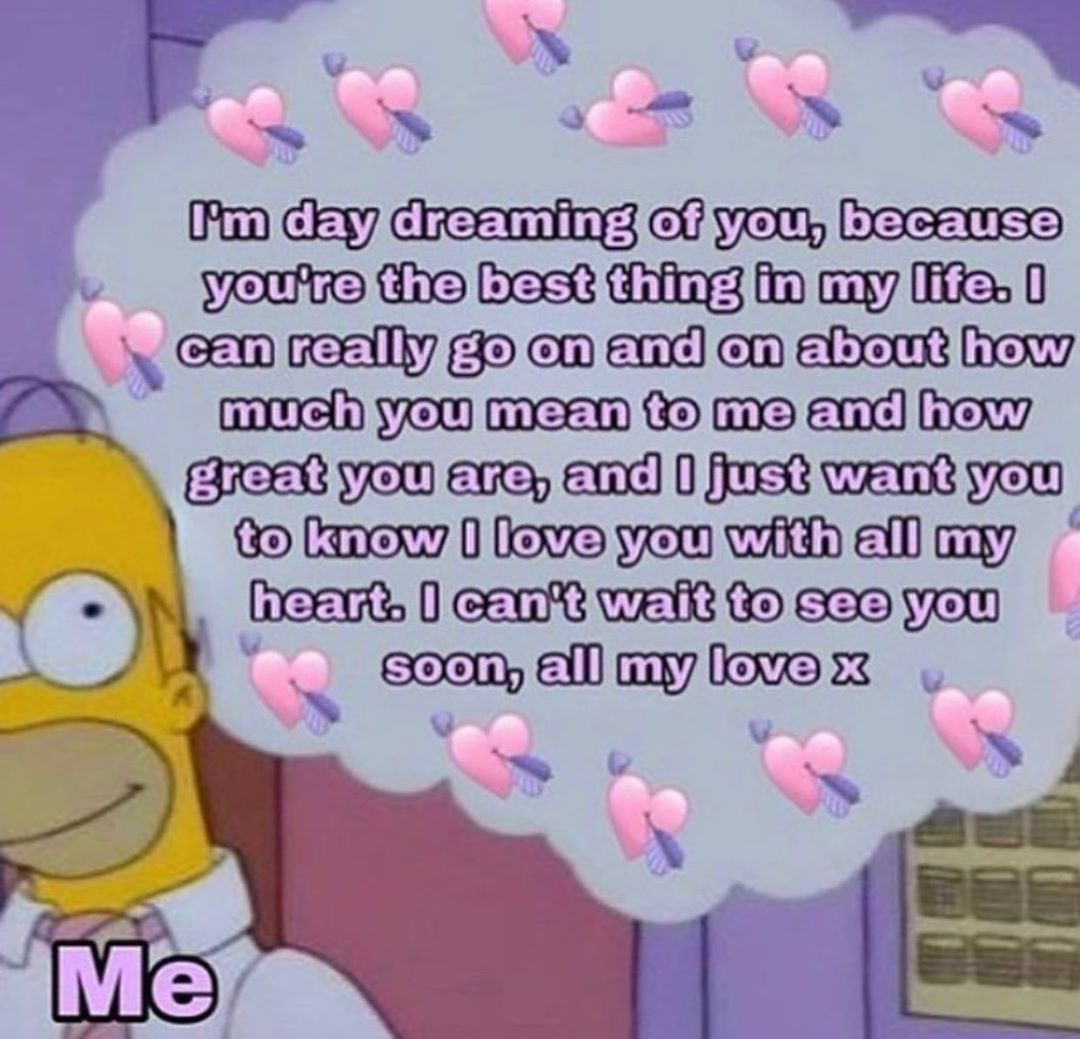 I'm day dreaming of you, because
you're the best thing in my life. I
can really go on and on about how
much you mean to me and how
great you are, and I just want you
to know I love you with all my
heart. I can't wait to see you
soon, all my love x
Me